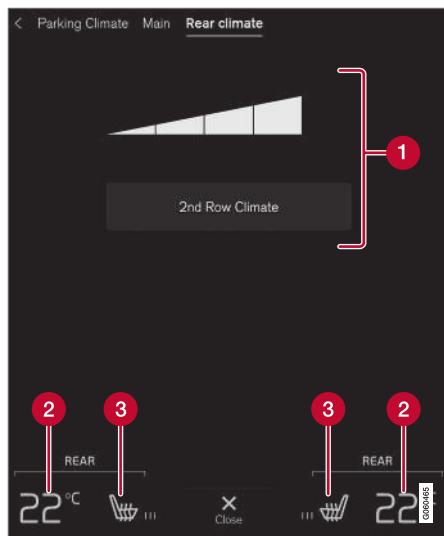 < Parking Climate Main Rear climate
1
2nd Row Climate
2 3 3 2
REAR REAR
22°C 22°
Close
G060465